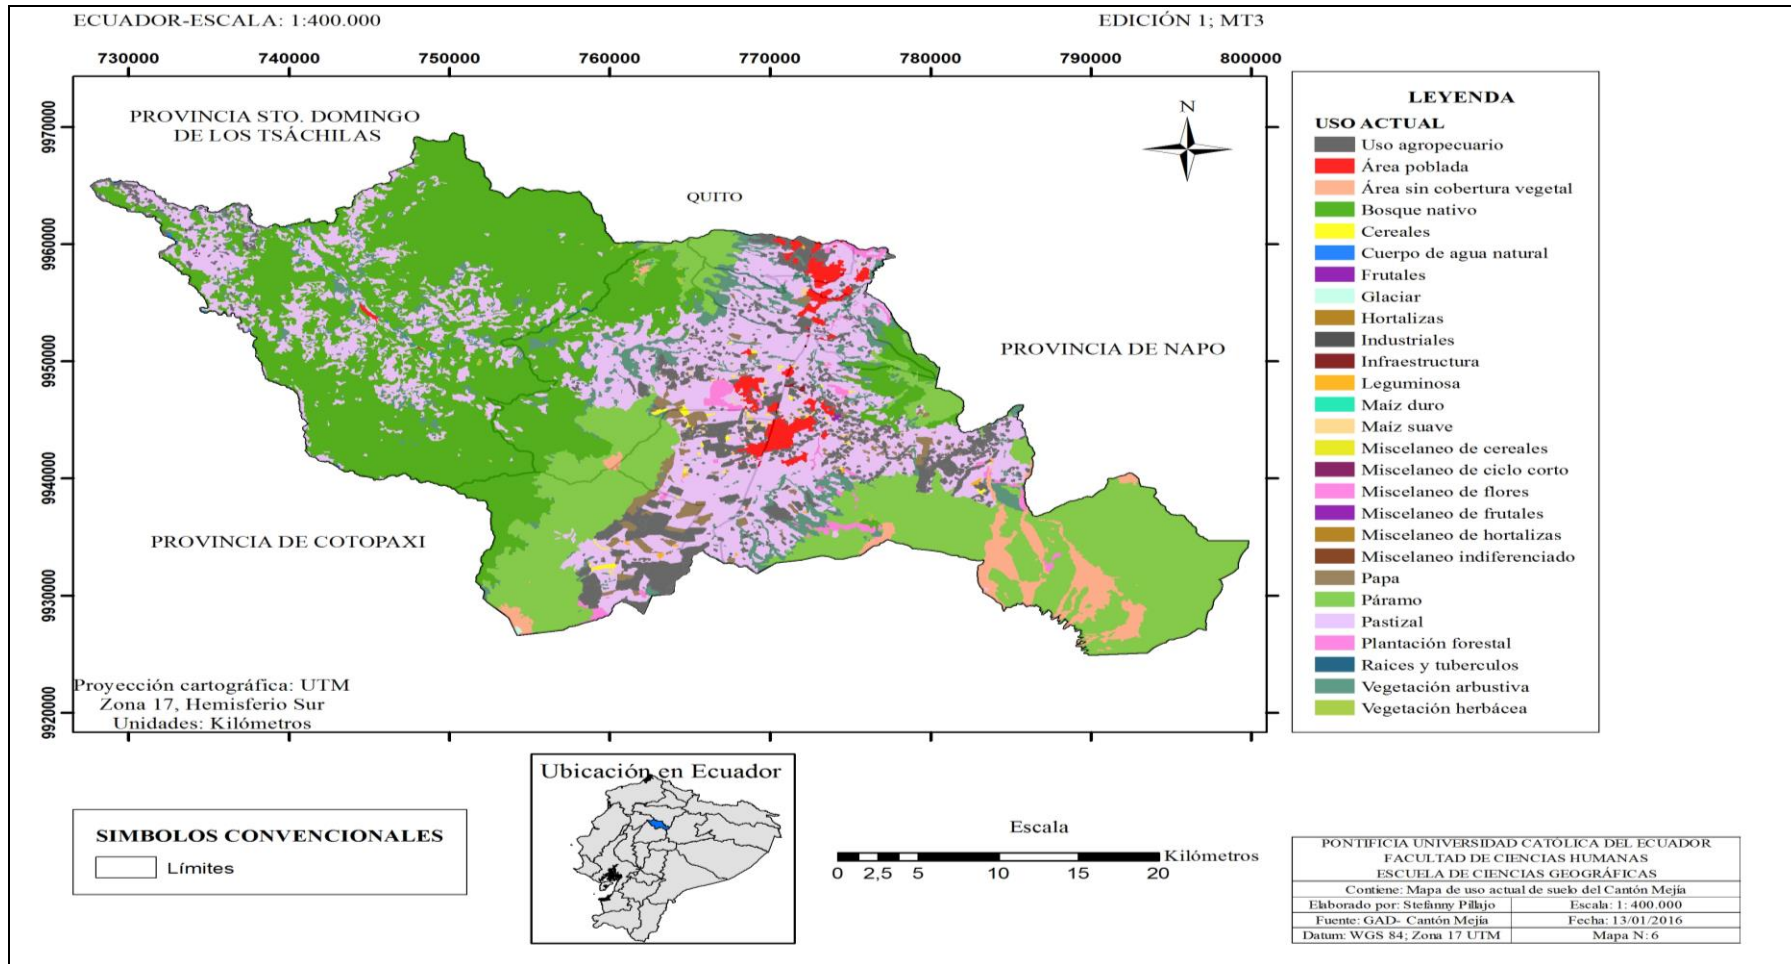 ECUADOR-ESCALA: 1:400.000
EDICIÓN 1; MT3
730000 740000 750000 760000 770000 780000 790000 800000
9970000
9960000
9950000
9940000
9930000
9920000
PROVINCIA STO. DOMINGO
DE LOS TSÁCHILAS
N
QUITO
PROVINCIA DE NAPO
PROVINCIA DE COTOPAXI
Proyección cartográfica: UTM
Zona 17, Hemisferio Sur
Unidades: Kilómetros
LEYENDA
USO ACTUAL
Uso agropecuario
Área poblada
Área sin cobertura vegetal
Bosque nativo
Cereales
Cuerpo de agua natural
Frutales
Glaciar
Hortalizas
Industriales
Infraestructura
Leguminosa
Maiz duro
Maiz suave
Miscelaneo de cereales
Miscelaneo de ciclo corto
Miscelaneo de flores
Miscelaneo de frutales
Miscelaneo de hortalizas
Miscelaneo indiferenciado
Papa
Páramo
Pastizal
Plantación forestal
Raices y tuberculos
Vegetación arbustiva
Vegetación herbácea
SIMBOLOS CONVENCIONALES
Límites
Ubicación en Ecuador
Escala
Kilómetros
0 2,5 5 10 15 20
PONTIFICIA UNIVERSIDAD CATÓLICA DEL ECUADOR
FACULTAD DE CIENCIAS HUMANAS
ESCUELA DE CIENCIAS GEOGRÁFICAS
Contiene: Mapa de uso actual de suelo del Cantón Mejía
Elaborado por: Stefanny Pillajo
Escala: 1: 400.000
Fuente: GAD- Cantón Mejía
Fecha: 13/01/2016
Datum: WGS 84; Zona 17 UTM
Mapa N: 6